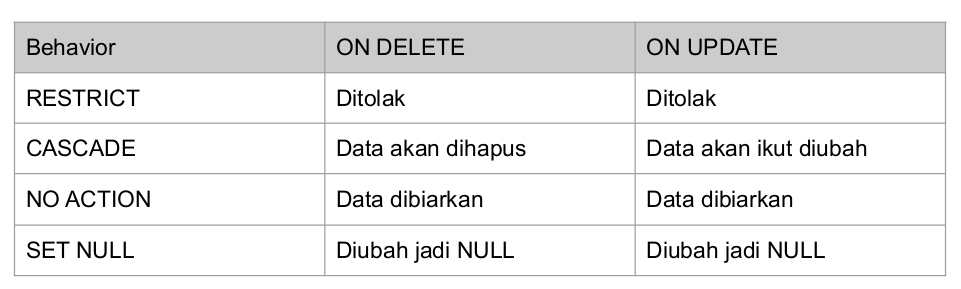 Behavior ON DELETE ON UPDATE
RESTRICT Ditolak Ditolak
CASCADE Data akan dihapus Data akan ikut diubah
NO ACTION Data dibiarkan Data dibiarkan
SET NULL Diubah jadi NULL Diubah jadi NULL